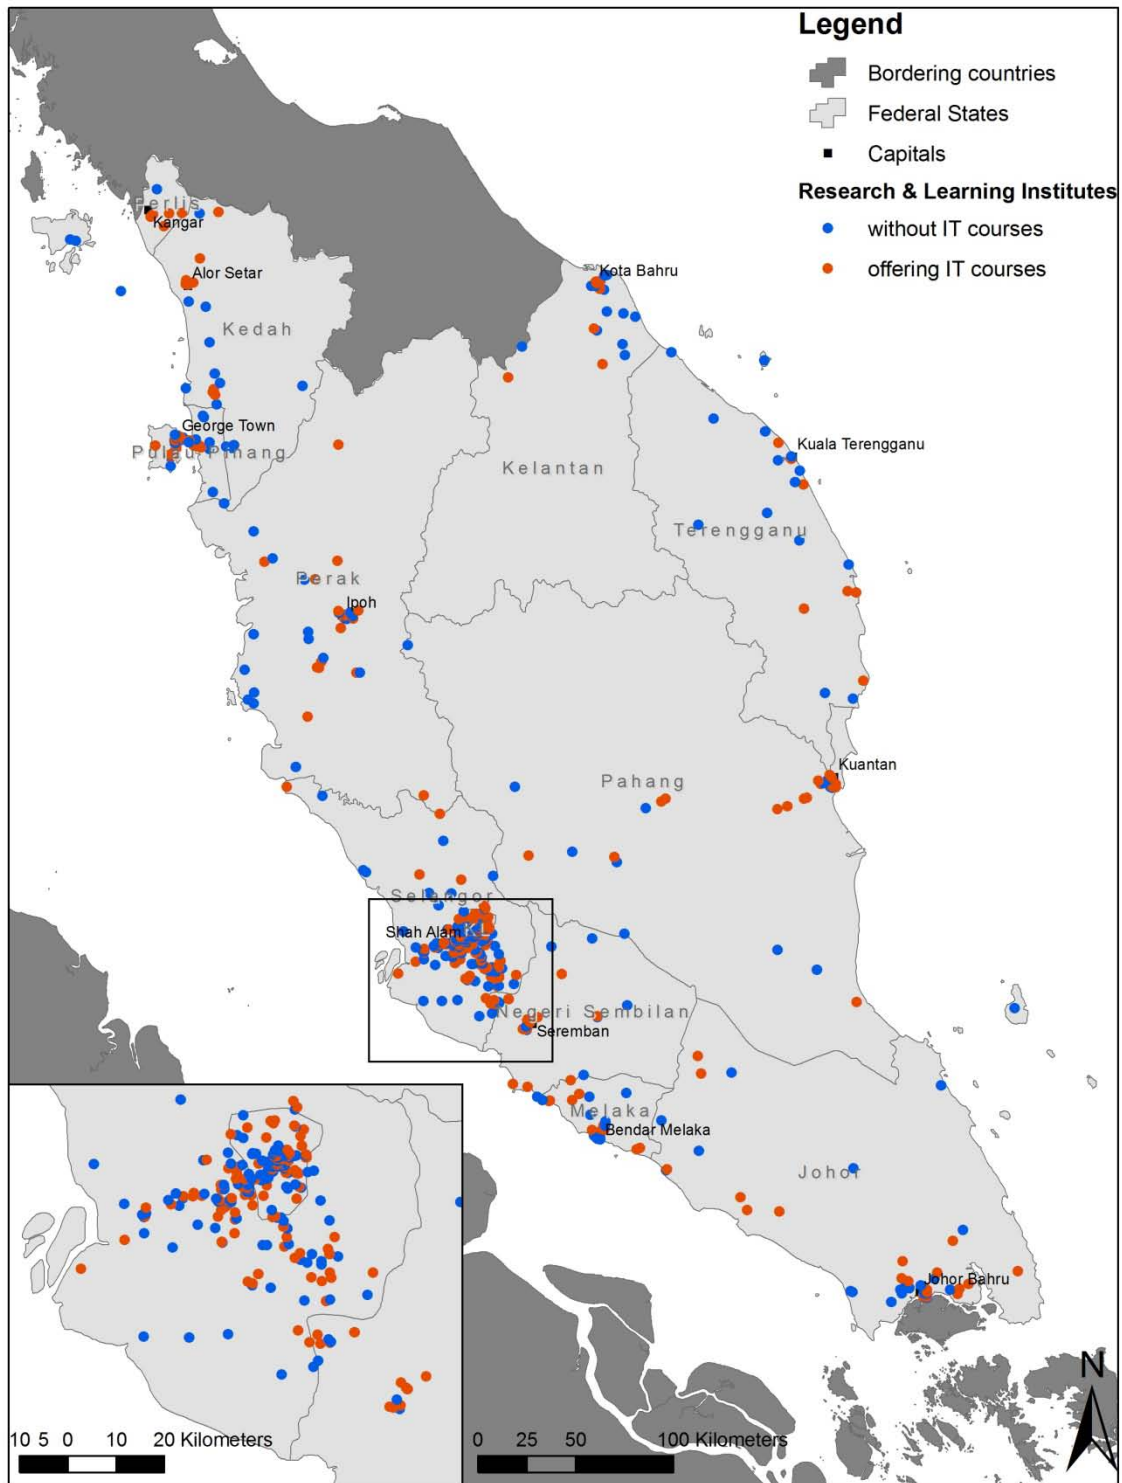 Legend
Bordering countries
Federal States
Capitals
Research & Learning Institutes
without IT courses
offering IT courses
Perlis
Kangar
Alor Setar
Kota Bahru
Kedah
George Town
Pulau Pinang
Kuala Terengganu
Kelantan
Terengganu
Perak
Ipoh
Kuantan
Pahang
Selangor
Shah Alam
KL
Negeri Sembilan
Seremban
Melaka
Bendar Melaka
Johor
Johor Bahru
N
10 5 0 10 20 Kilometers
0 25 50 100 Kilometers